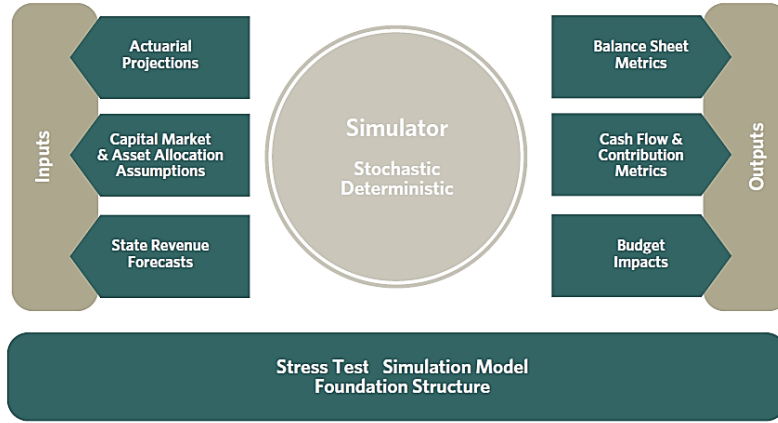 Inputs
Actuarial
Projections
Capital Market
& Asset Allocation
Assumptions
State Revenue
Forecasts
Simulator
Stochastic
Deterministic
Balance Sheet
Metrics
Cash Flow &
Contribution
Metrics
Budget
Impacts
Outputs
Stress Test Simulation Model
Foundation Structure